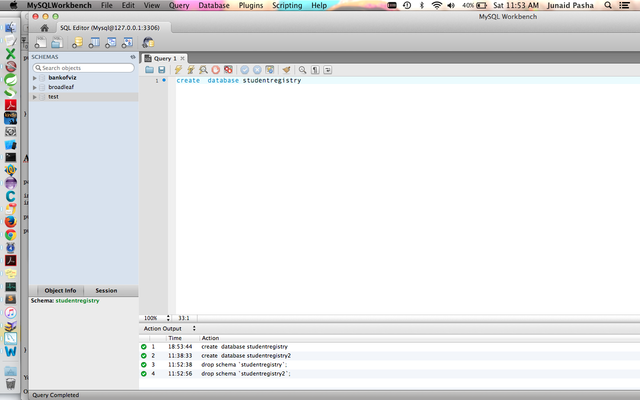 MySQLWorkbench File Edit View Query Database Plugins Scripting Help 40% Sat 11:53 AM Junaid Pasha
MySQL Workbench
SQL Editor (Mysql@127.0.0.1:3306)
SCHEMAS
Query 1
Search objects
1 create database studentregistry
bankofviz
broadleaf
test
Object Info Session
Schema: studentregistry
100% 33:1
Action Output
Time Action
1 18:53:44 create database studentregistry
2 11:38:33 create database studentregistry2
3 11:52:38 drop schema `studentregistry`;
4 11:52:56 drop schema `studentregistry2`;
Query Completed